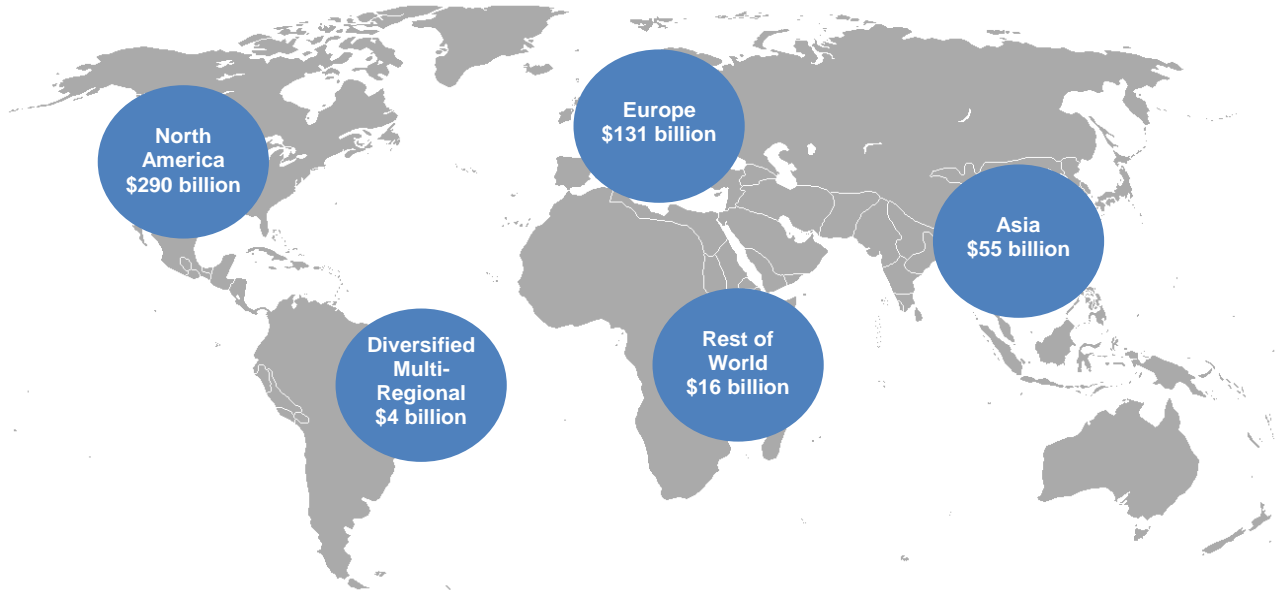 North
America
$290 billion
Europe
$131 billion
Asia
$55 billion
Diversified
Multi-
Regional
$4 billion
Rest of
World
$16 billion